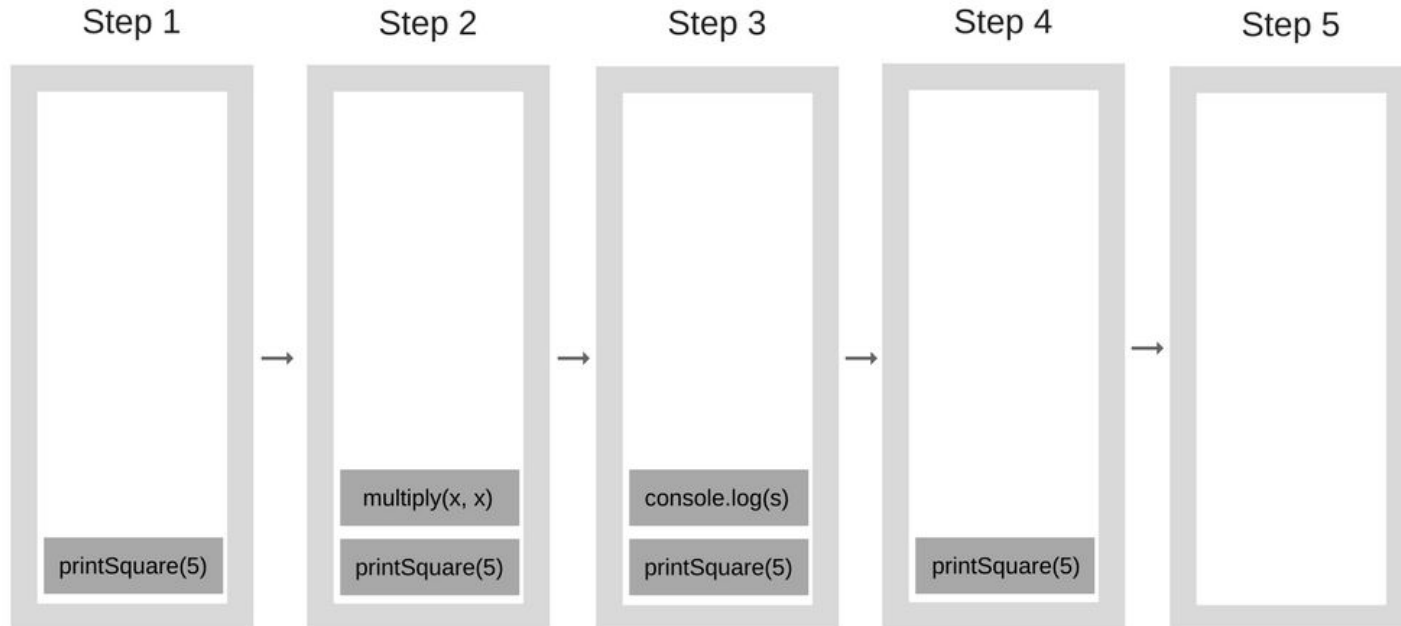 Step 1
Step 2
Step 3
Step 4
Step 5
multiply(x, x)
console.log(s)
printSquare(5)
printSquare(5)
printSquare(5)
printSquare(5)